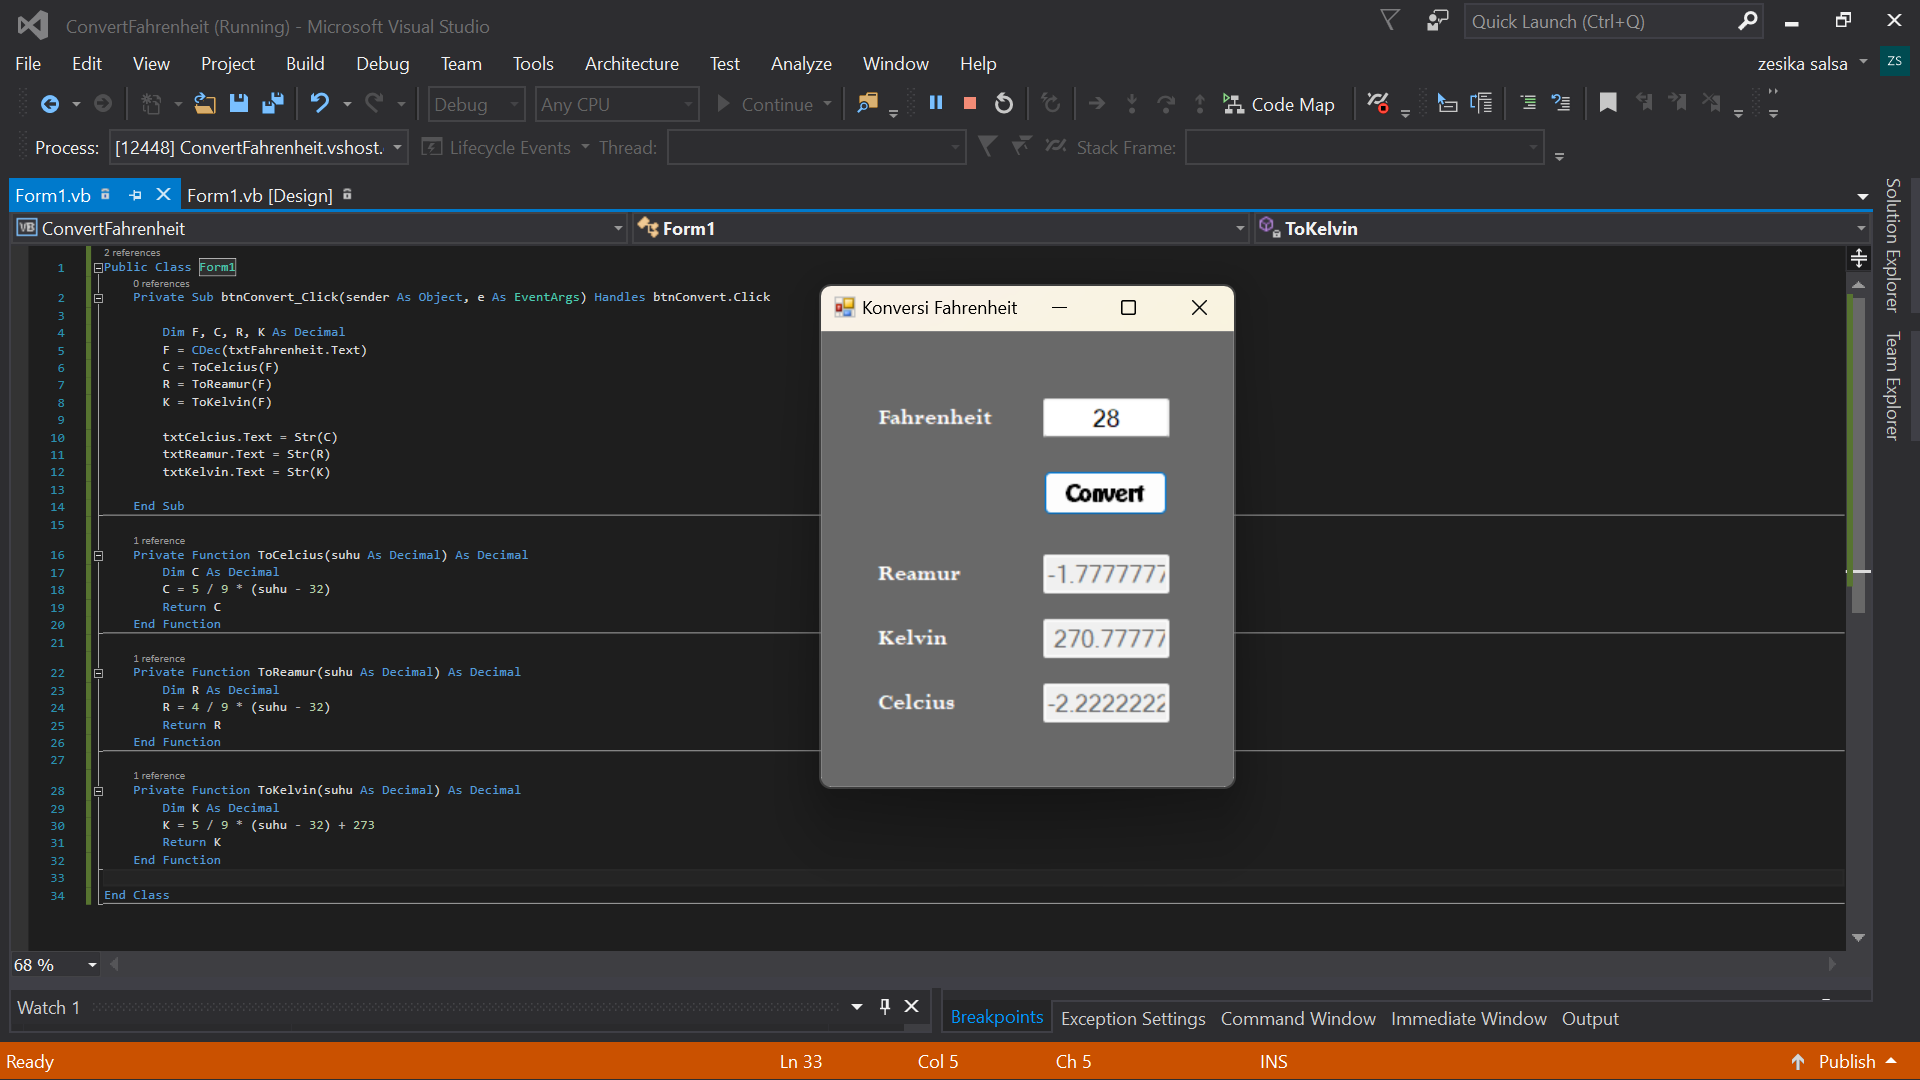 ConvertFahrenheit (Running) - Microsoft Visual Studio
Quick Launch (Ctrl+Q)
File Edit View Project Build Debug Team Tools Architecture Test Analyze Window Help
zesika salsa ZS
Debug Any CPU Continue Code Map
Process: [12448] ConvertFahrenheit.vshost. Lifecycle Events Thread: Stack Frame:
Form1.vb Form1.vb [Design]
VB ConvertFahrenheit Form1 ToKelvin
Solution Explorer
Team Explorer
2 references
1 Public Class Form1
0 references
2 Private Sub btnConvert_Click(sender As Object, e As EventArgs) Handles btnConvert.Click
3
4 Dim F, C, R, K As Decimal
5 F = CDec(txtFahrenheit.Text)
6 C = ToCelcius(F)
7 R = ToReamur(F)
8 K = ToKelvin(F)
9
10 txtCelcius.Text = Str(C)
11 txtReamur.Text = Str(R)
12 txtKelvin.Text = Str(K)
13
14 End Sub
15
1 reference
16 Private Function ToCelcius(suhu As Decimal) As Decimal
17 Dim C As Decimal
18 C = 5 / 9 * (suhu - 32)
19 Return C
20 End Function
21
1 reference
22 Private Function ToReamur(suhu As Decimal) As Decimal
23 Dim R As Decimal
24 R = 4 / 9 * (suhu - 32)
25 Return R
26 End Function
27
1 reference
28 Private Function ToKelvin(suhu As Decimal) As Decimal
29 Dim K As Decimal
30 K = 5 / 9 * (suhu - 32) + 273
31 Return K
32 End Function
33
34 End Class
Konversi Fahrenheit
Fahrenheit 28
Convert
Reamur -1.7777777
Kelvin 270.77777
Celcius -2.2222222
68 %
Watch 1
Breakpoints Exception Settings Command Window Immediate Window Output
Ready Ln 33 Col 5 Ch 5 INS Publish